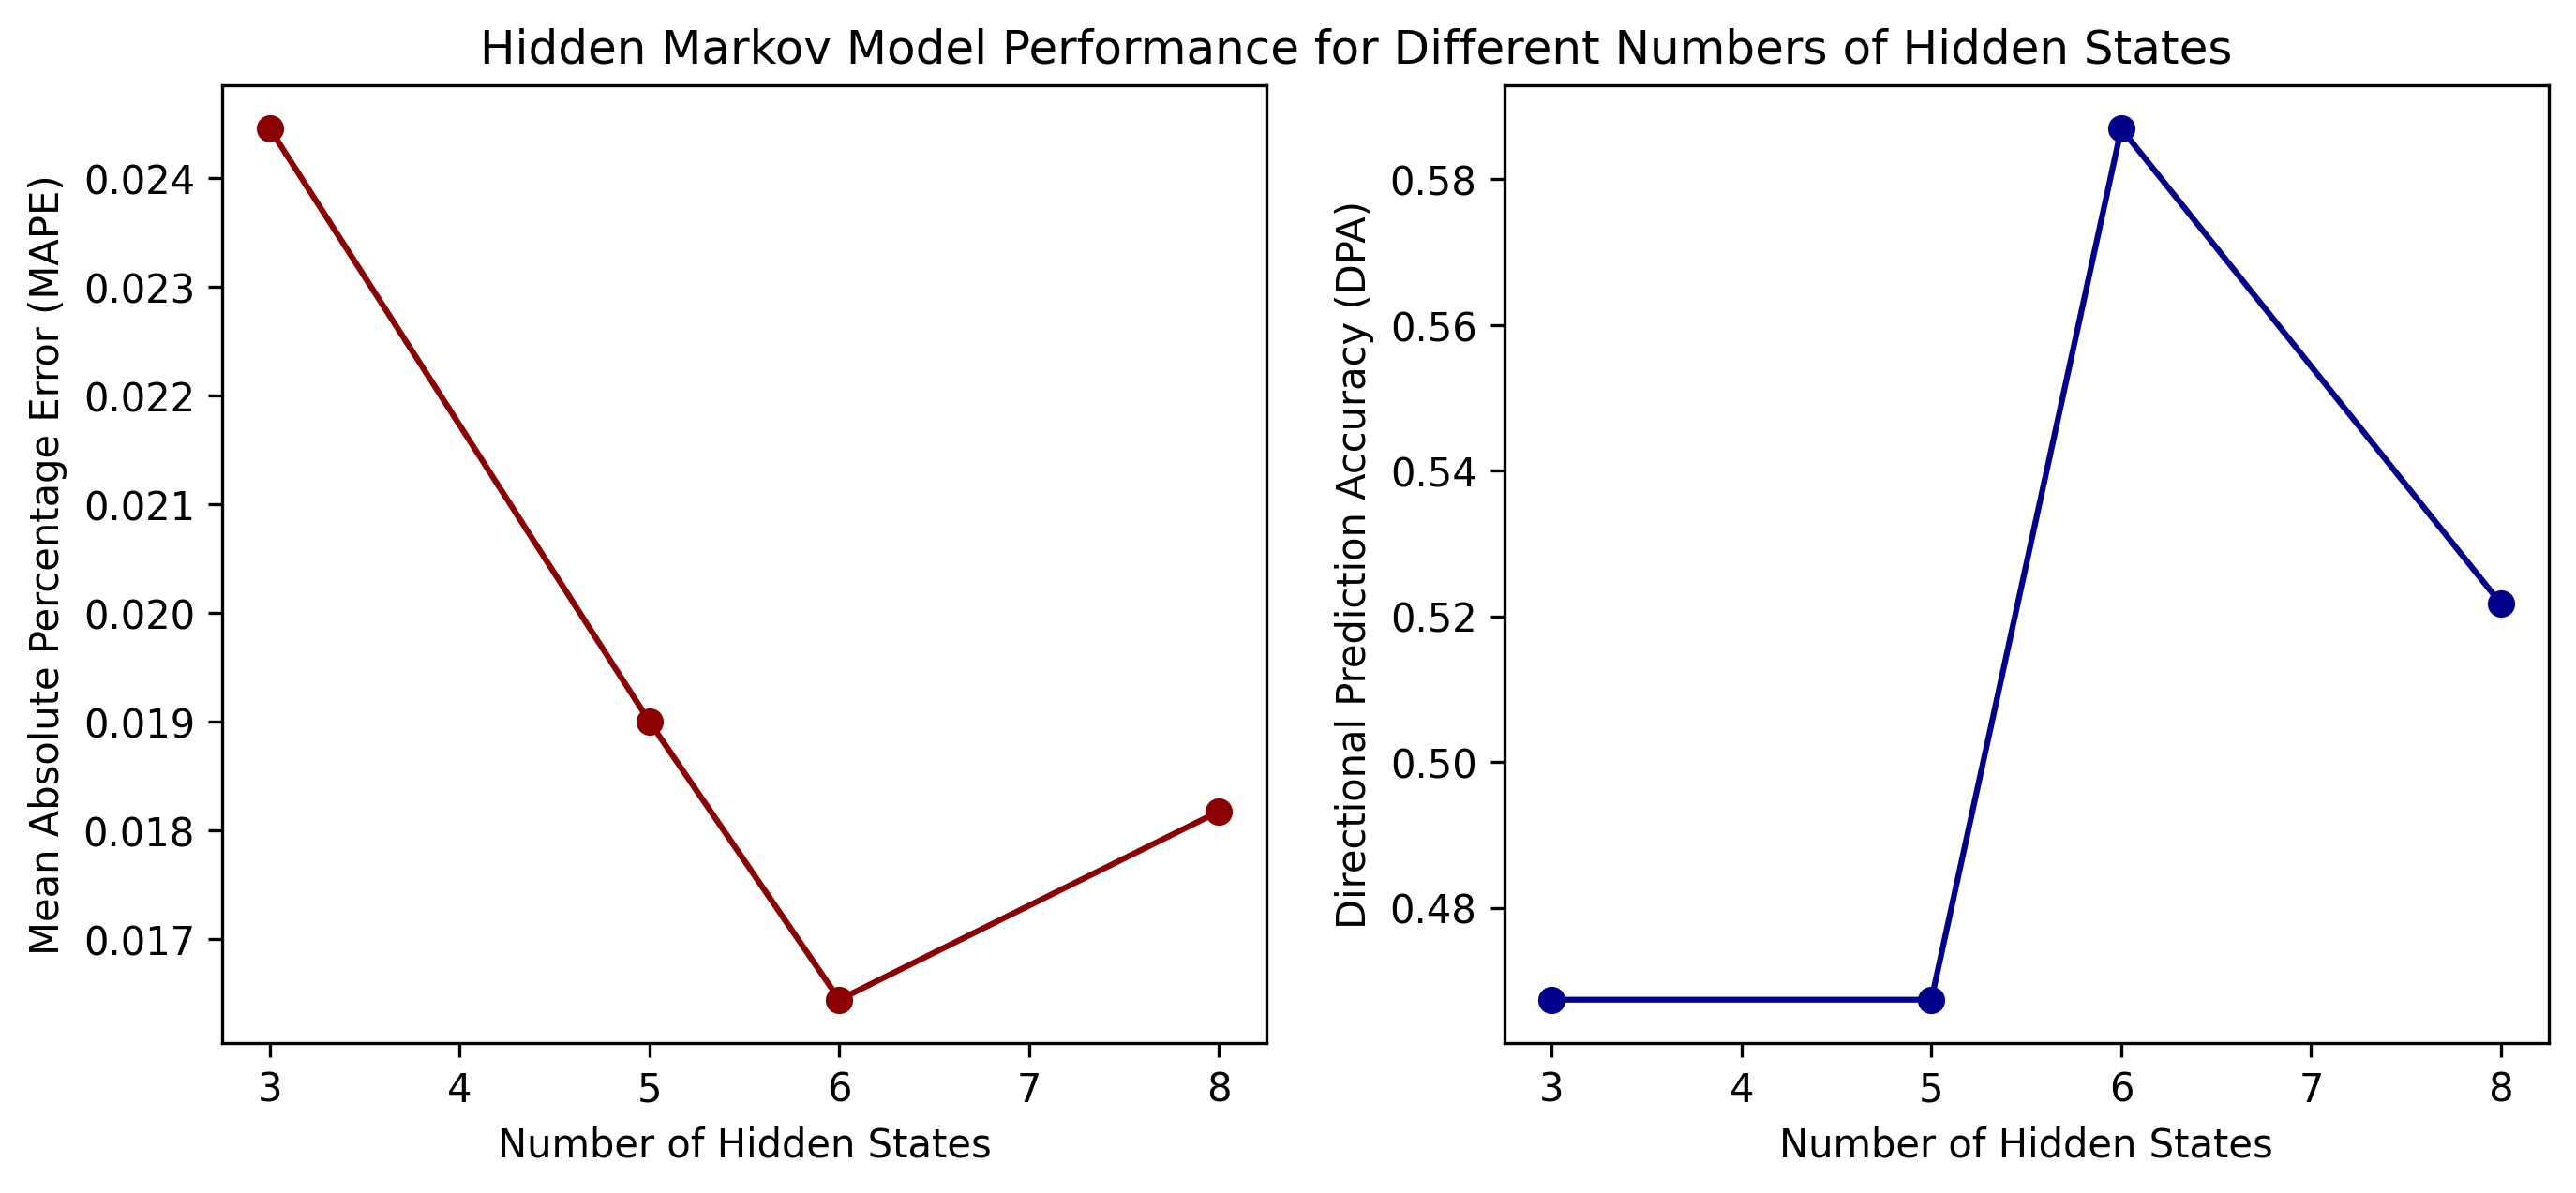 Hidden Markov Model Performance for Different Numbers of Hidden States
Mean Absolute Percentage Error (MAPE)
0.024
0.023
0.022
0.021
0.020
0.019
0.018
0.017
3 4 5 6 7 8
Number of Hidden States
Directional Prediction Accuracy (DPA)
0.58
0.56
0.54
0.52
0.50
0.48
3 4 5 6 7 8
Number of Hidden States